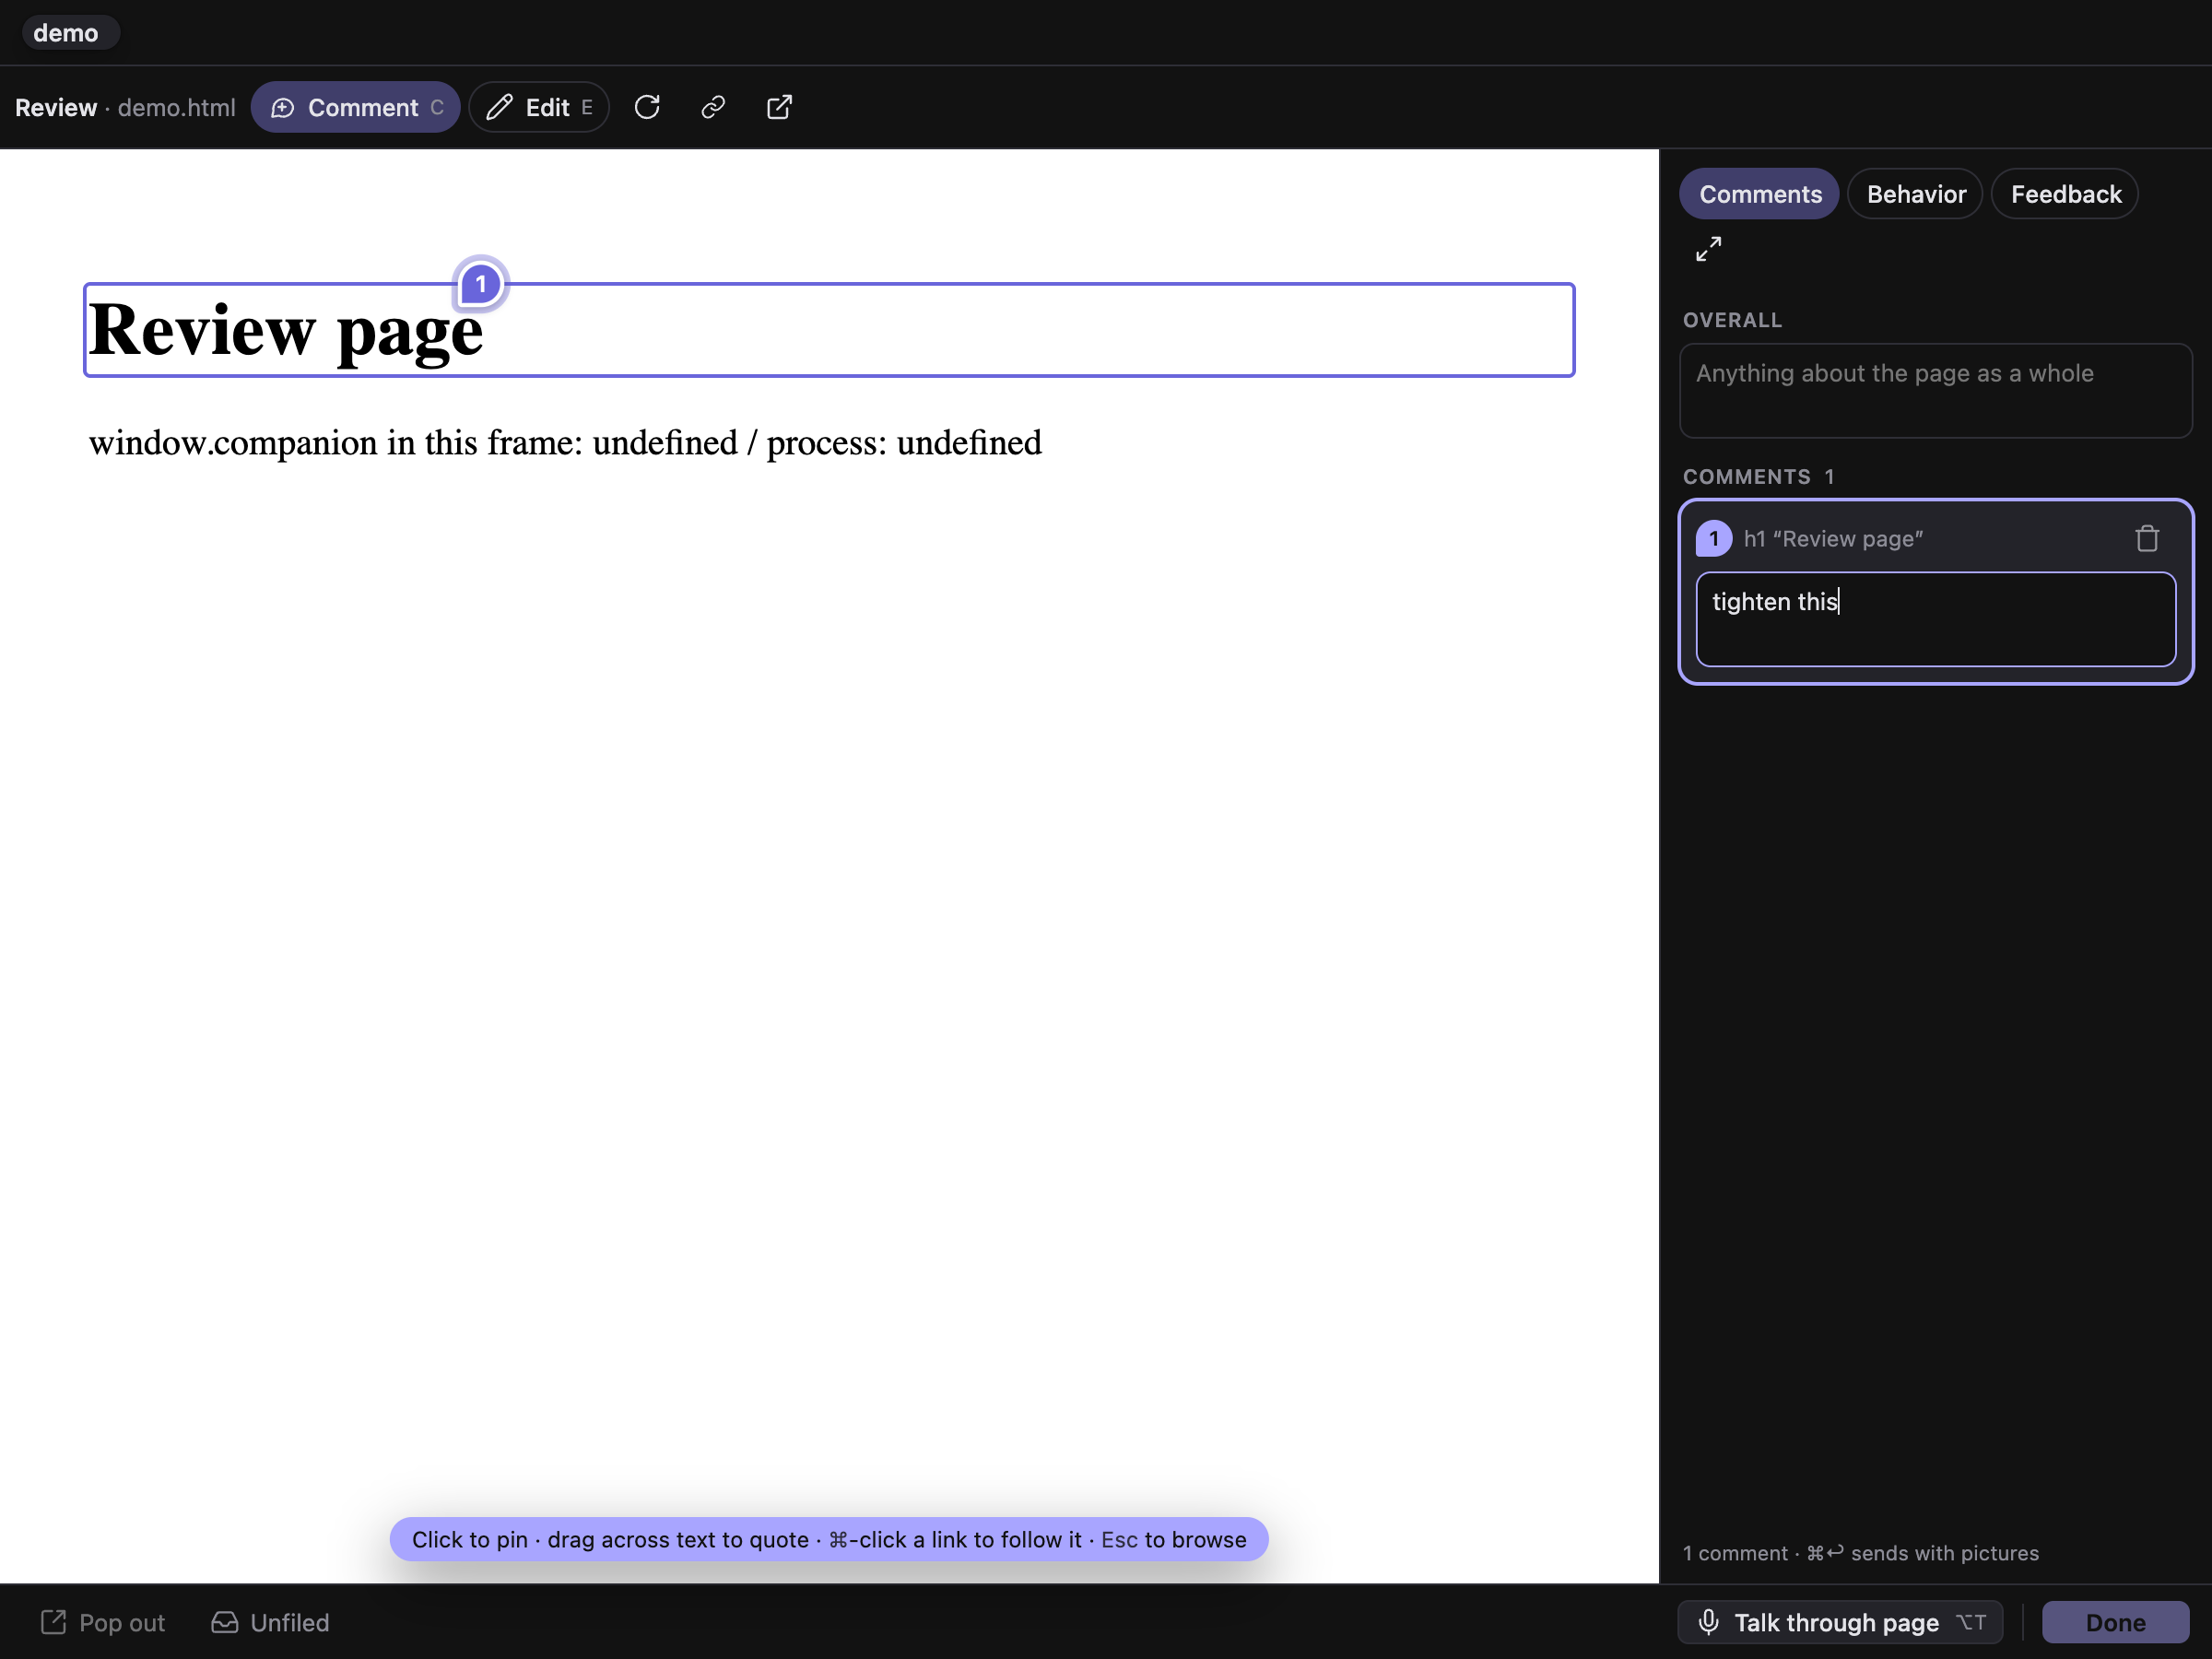 demo
Review · demo.html
Comment C
Edit E
Comments
Behavior
Feedback
1
Review page
window.companion in this frame: undefined / process: undefined
OVERALL
Anything about the page as a whole
COMMENTS 1
1 h1 “Review page”
tighten this
Click to pin · drag across text to quote · ⌘-click a link to follow it · Esc to browse
1 comment · ⌘↩ sends with pictures
Pop out
Unfiled
Talk through page ⌥T
Done